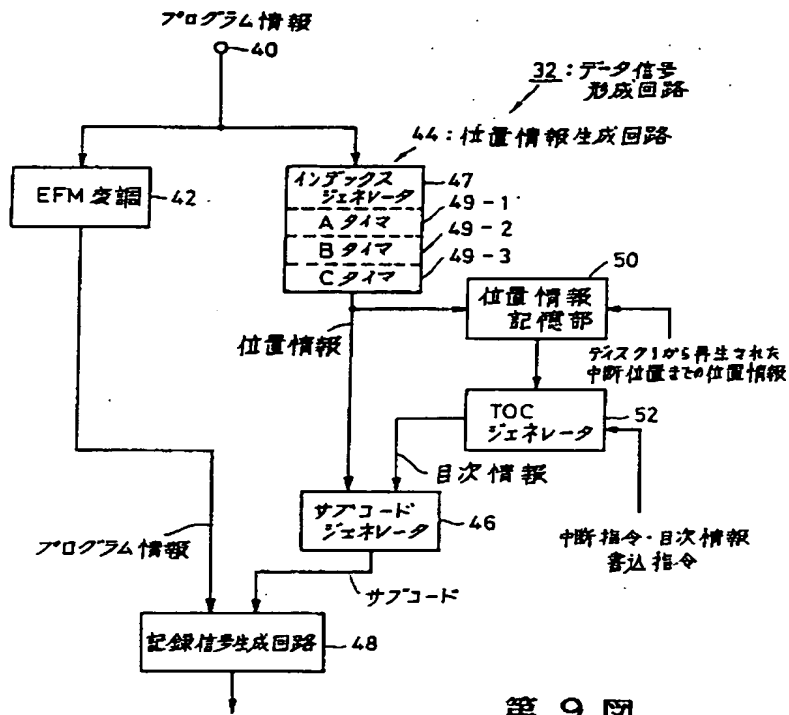 プログラム情報
40
32:データ信号
形成回路
44:位置情報生成回路
EFM変調
42
インデックス
ジェネレータ
47
Aタイマ
49-1
Bタイマ
49-2
Cタイマ
49-3
50
位置情報
記憶部
位置情報
ディスク1から再生された
中断位置までの位置情報
TOC
ジェネレータ
52
目次情報
サブコード
ジェネレータ
46
中断指令・目次情報
書込指令
プログラム情報
サブコード
記録信号生成回路
48
第9図